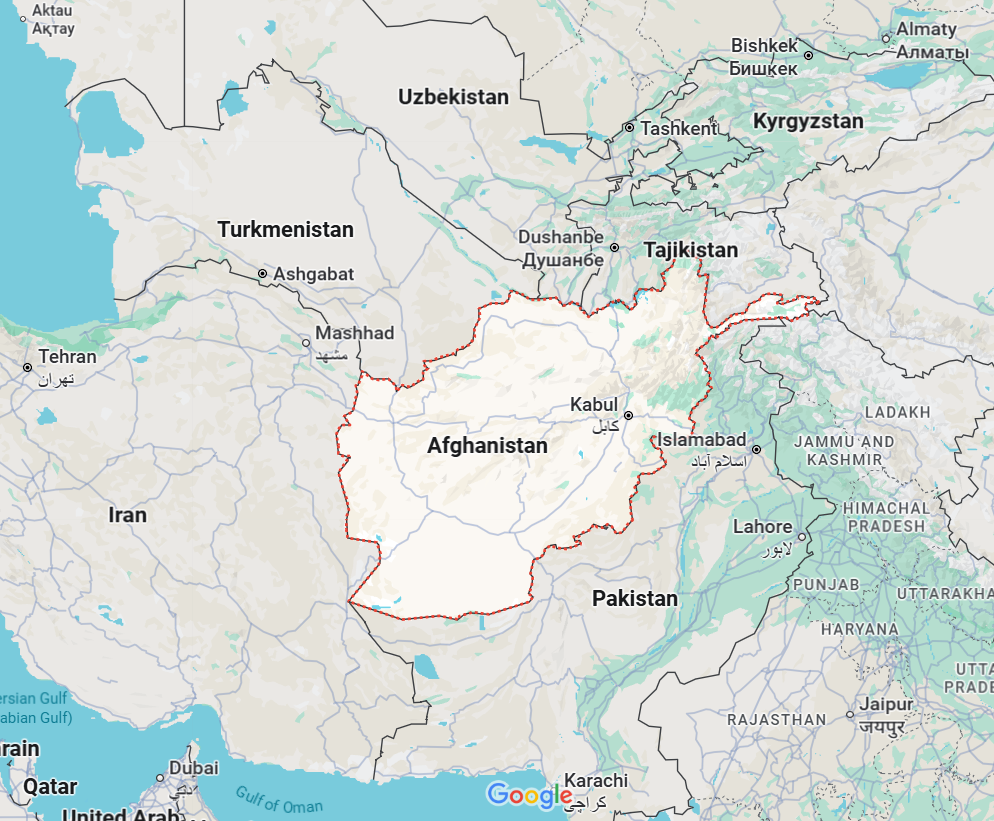 Aktau
Ақтау
Almaty
Алматы
Bishkek
Бишкек
Uzbekistan
Tashkent
Kyrgyzstan
Turkmenistan
Dushanbe
Душанбе
Tajikistan
Ashgabat
Mashhad
مشهد
Tehran
تهران
Kabul
کابل
LADAKH
Afghanistan
Islamabad
اسلام آباد
JAMMU AND
KASHMIR
Iran
HIMACHAL
PRADESH
Lahore
لاہور
PUNJAB
Pakistan
UTTARAKHA
HARYANA
UTTA
PRADE
ersian Gulf
abian Gulf)
Jaipur
जयपुर
RAJASTHAN
rain
Dubai
دبي
Qatar
Gulf of Oman
Karachi
کراچی
Google
United Arab